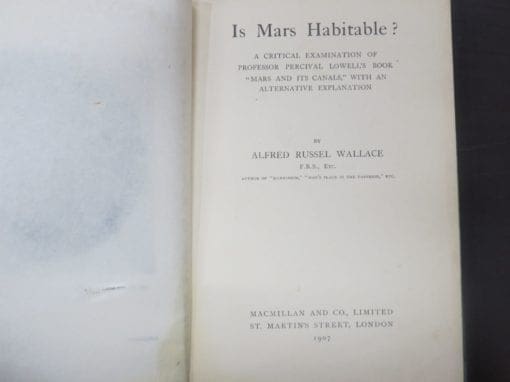 Is Mars Habitable?
A CRITICAL EXAMINATION OF
PROFESSOR PERCIVAL LOWELL'S BOOK
"MARS AND ITS CANALS," WITH AN
ALTERNATIVE EXPLANATION
BY
ALFRED RUSSEL WALLACE
F.R.S., ETC.
AUTHOR OF "DARWINISM," "MAN'S PLACE IN THE UNIVERSE," ETC.
MACMILLAN AND CO., LIMITED
ST. MARTIN'S STREET, LONDON
1907